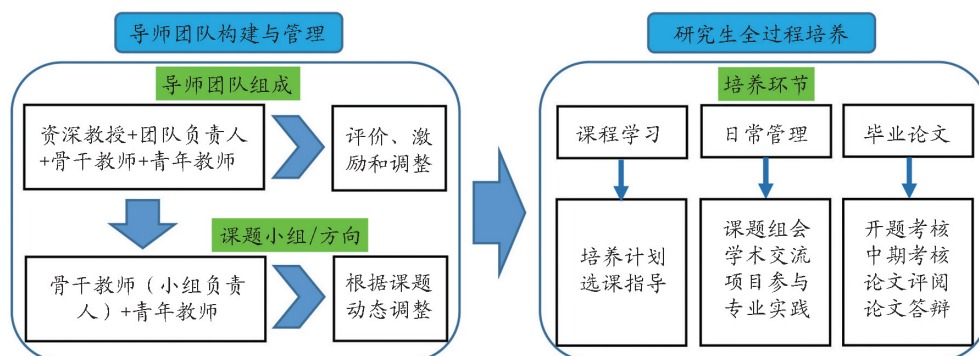 导师团队构建与管理
导师团队组成
资深教授+团队负责人
+骨干教师+青年教师
评价、激
励和调整
课题小组/方向
骨干教师（小组负责
人）+青年教师
根据课题
动态调整
研究生全过程培养
培养环节
课程学习
日常管理
毕业论文
培养计划
选课指导
课题组会
学术交流
项目参与
专业实践
开题考核
中期考核
论文评阅
论文答辩